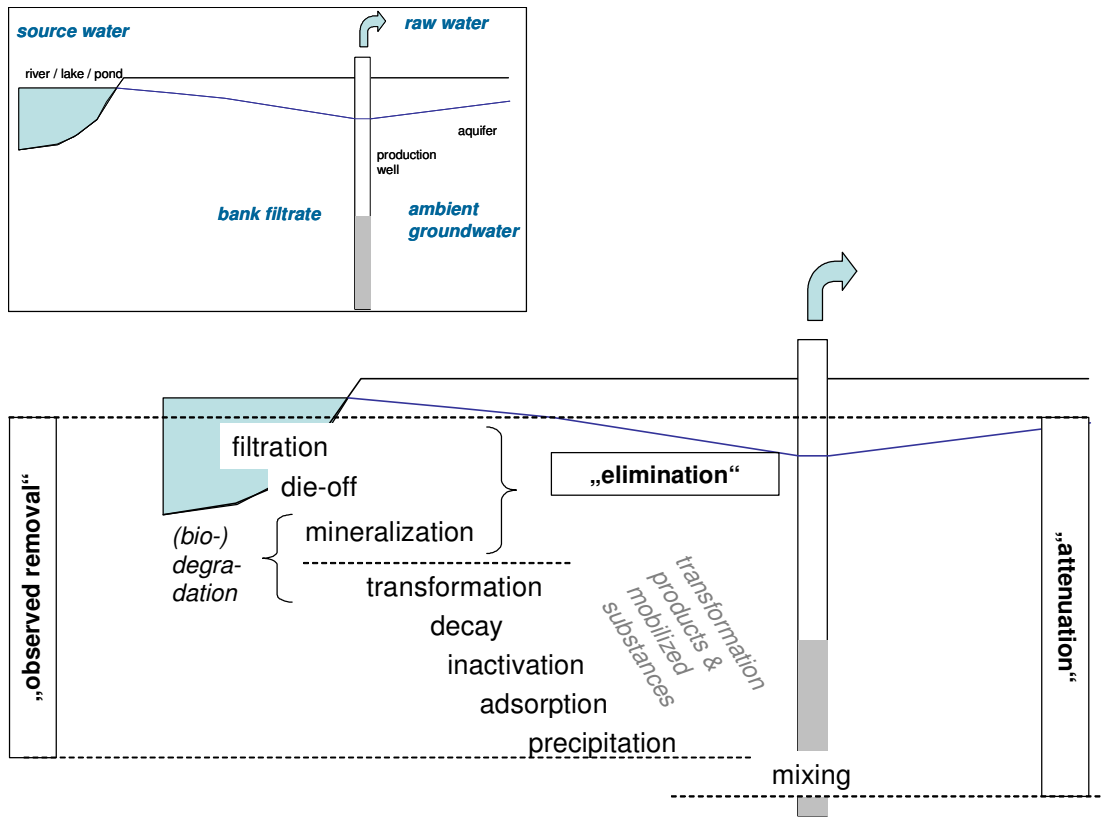 source water
raw water
river / lake / pond
aquifer
production
well
bank filtrate
ambient
groundwater
filtration
„elimination“
die-off
(bio-)
degra-
dation
mineralization
transformation
decay
inactivation
adsorption
precipitation
transformation
products &
mobilized
substances
mixing
„observed removal“
„attenuation“